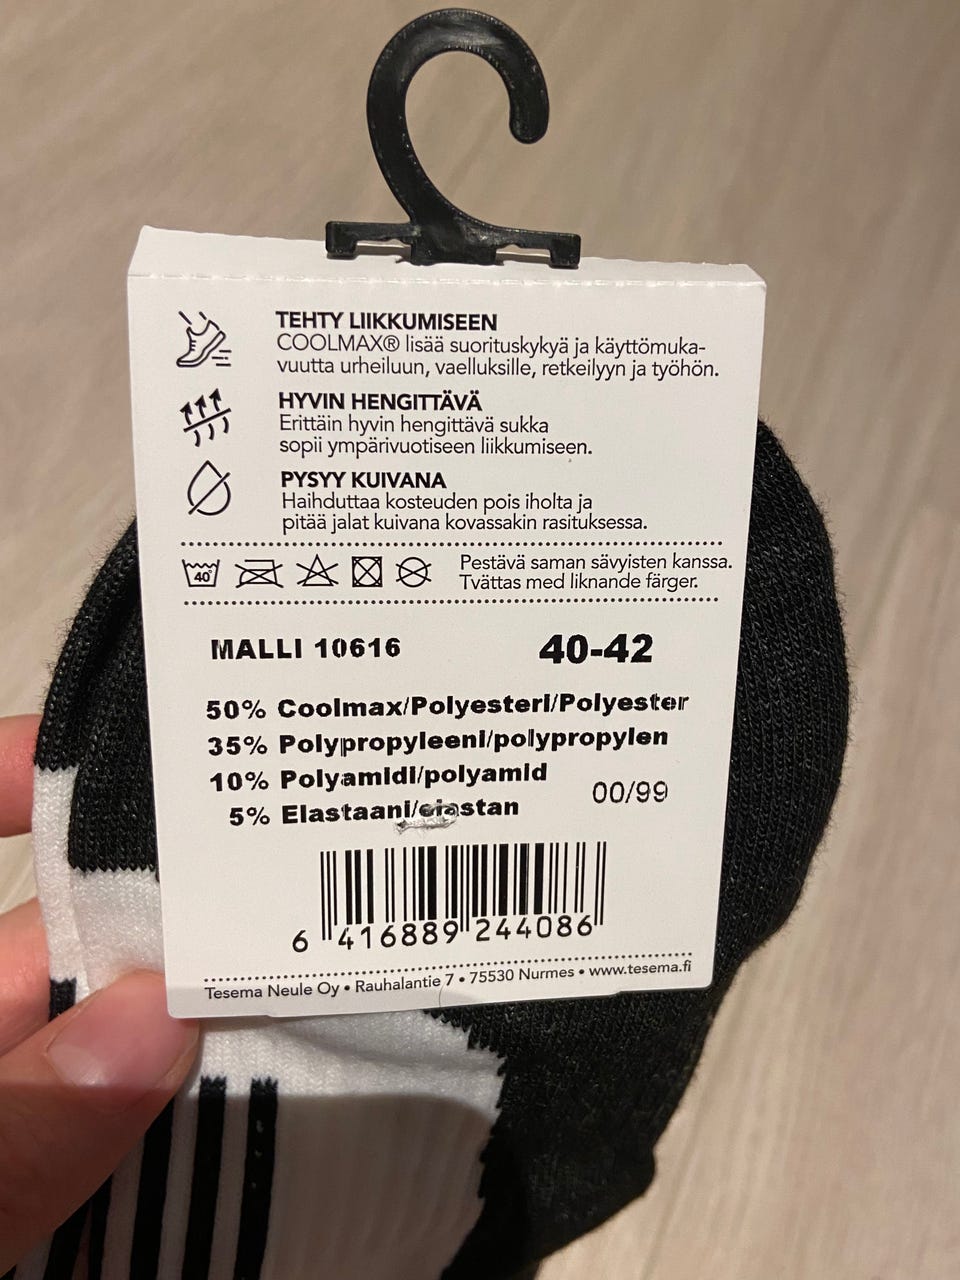 TEHTY LIIKKUMISEEN
COOLMAX® lisää suorituskykyä ja käyttömuka-
vuutta urheiluun, vaelluksille, retkeilyyn ja työhön.
HYVIN HENGITTÄVÄ
Erittäin hyvin hengittävä sukka
sopii ympärivuotiseen liikkumiseen.
PYSYY KUIVANA
Haihduttaa kosteuden pois iholta ja
pitää jalat kuivana kovassakin rasituksessa.
40°
Pestävä saman sävyisten kanssa.
Tvättas med liknande färger.
MALLI 10616 40-42
50% Coolmax/Polyesteri/Polyester
35% Polypropyleeni/polypropylen
10% Polyamidi/polyamid
00/99
5% Elastaani/elastan
6 416889 244086
Tesema Neule Oy • Rauhalantie 7 • 75530 Nurmes • www.tesema.fi